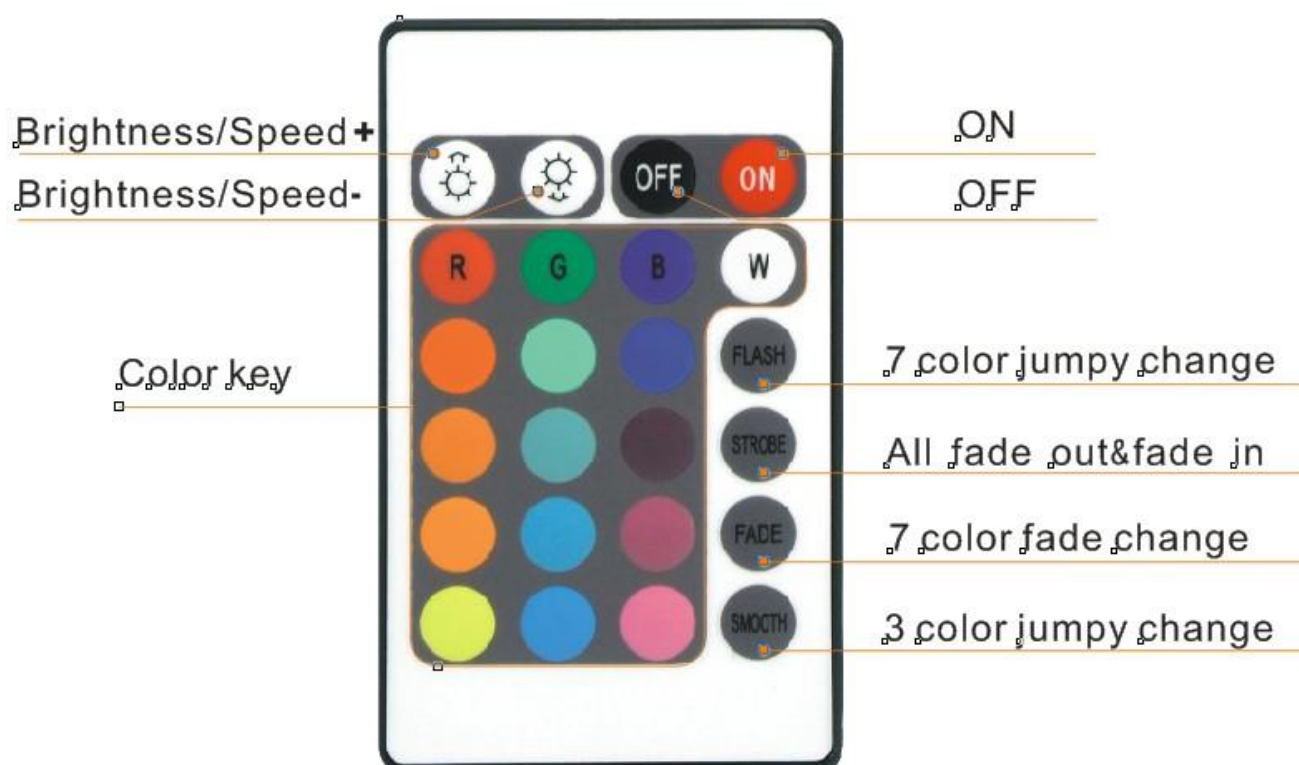 Brightness/Speed+
ON
Brightness/Speed-
OFF
OFF ON
R G B W
Color key
FLASH
7 color jumpy change
STROBE
All fade out&fade in
FADE
7 color fade change
SMOCTH
3 color jumpy change